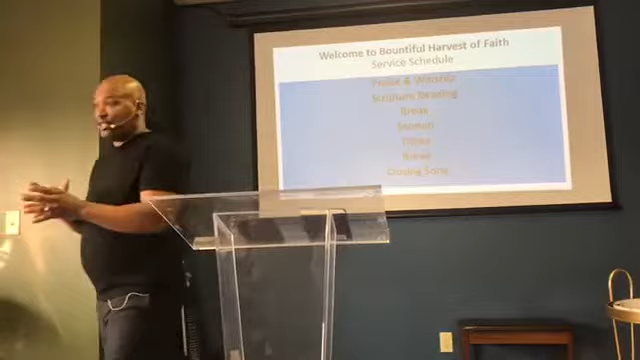 Welcome to Bountiful Harvest of Faith
Service Schedule
Praise & Worship
Scripture Reading
Break
Sermon
Tithes
Break
Closing Song